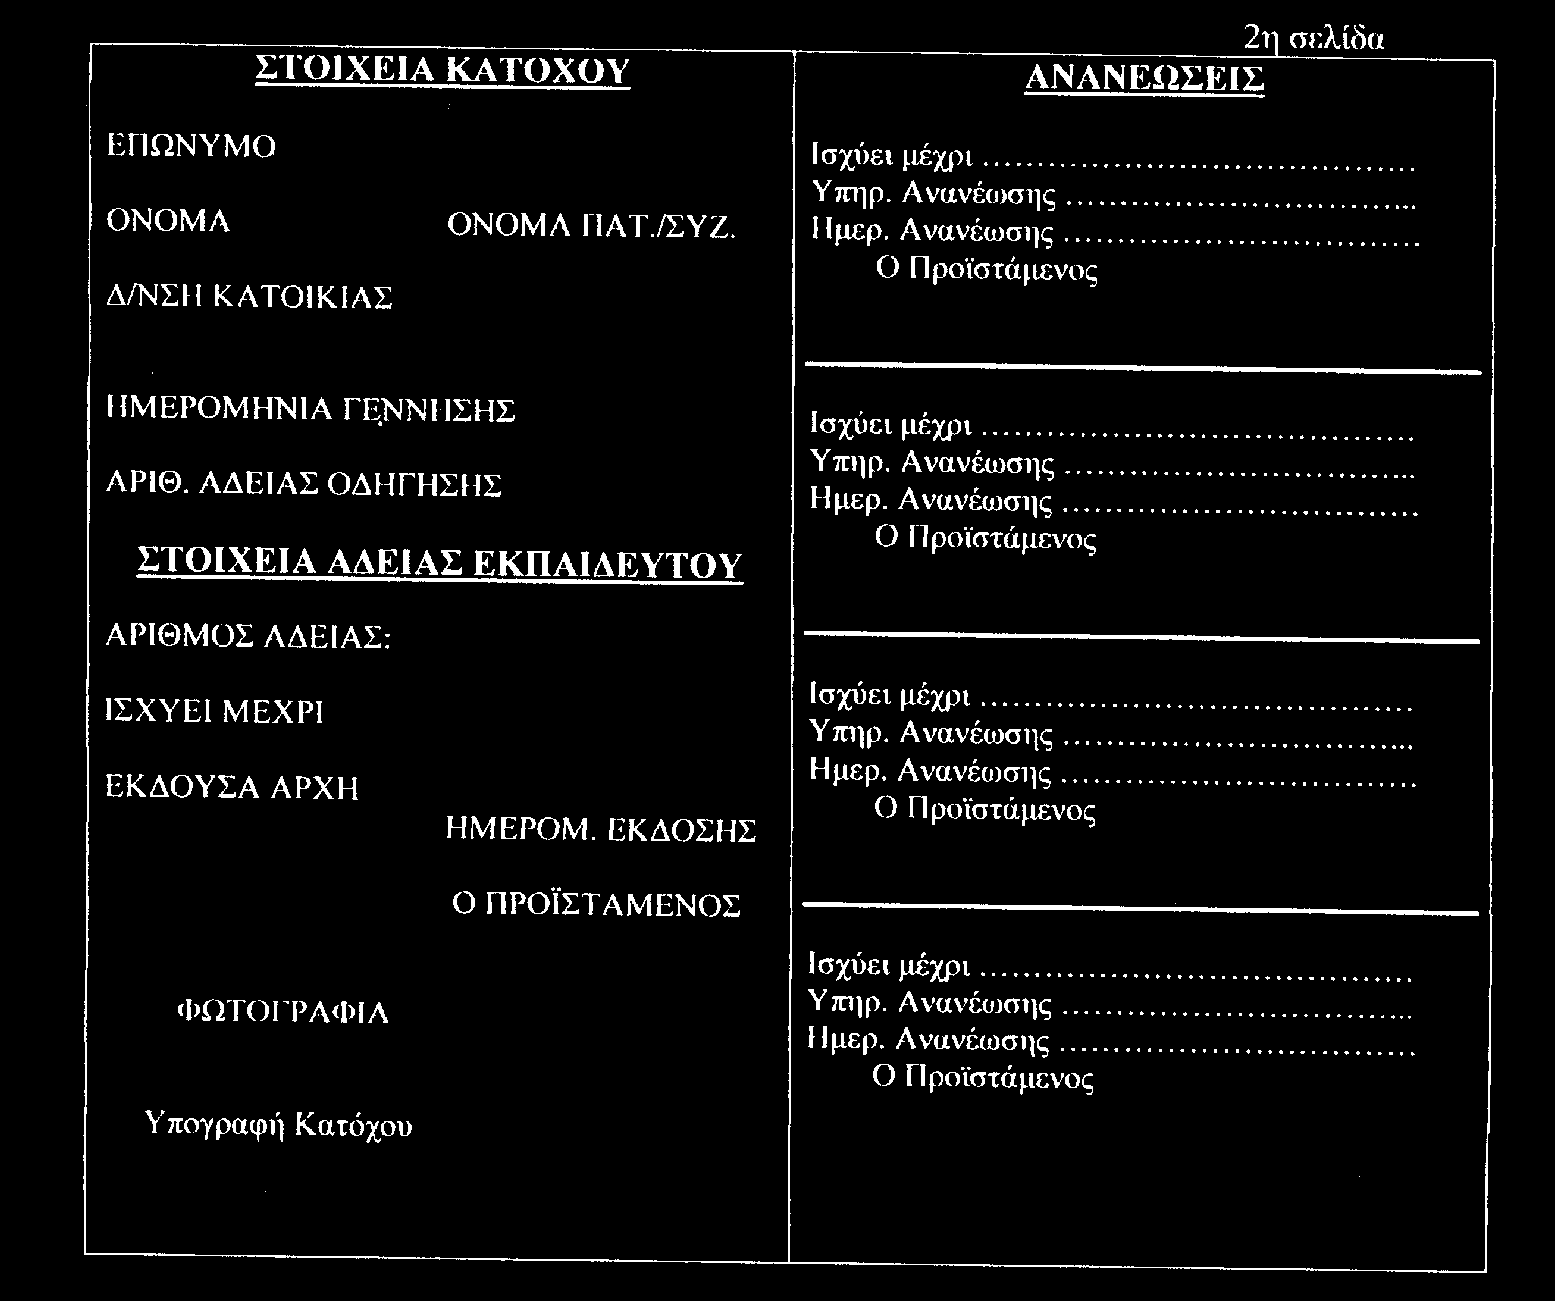 2η σελίδα
ΣΤΟΙΧΕΙΑ ΚΑΤΟΧΟΥ
ΕΠΩΝΥΜΟ
ΟΝΟΜΑ ΟΝΟΜΑ ΠΑΤ./ΣΥΖ.
Δ/ΝΣΗ ΚΑΤΟΙΚΙΑΣ
ΗΜΕΡΟΜΗΝΙΑ ΓΕΝΝΗΣΗΣ
ΑΡΙΘ. ΑΔΕΙΑΣ ΟΔΗΓΗΣΗΣ
ΣΤΟΙΧΕΙΑ ΑΔΕΙΑΣ ΕΚΠΑΙΔΕΥΤΟΥ
ΑΡΙΘΜΟΣ ΑΔΕΙΑΣ:
ΙΣΧΥΕΙ ΜΕΧΡΙ
ΕΚΔΟΥΣΑ ΑΡΧΗ
ΗΜΕΡΟΜ. ΕΚΔΟΣΗΣ
Ο ΠΡΟΪΣΤΑΜΕΝΟΣ
ΦΩΤΟΓΡΑΦΙΑ
Υπογραφή Κατόχου
ΑΝΑΝΕΩΣΕΙΣ
Ισχύει μέχρι ........................................
Υπηρ. Ανανέωσης ................................
Ημερ. Ανανέωσης ................................
Ο Προϊστάμενος
Ισχύει μέχρι ........................................
Υπηρ. Ανανέωσης ................................
Ημερ. Ανανέωσης ................................
Ο Προϊστάμενος
Ισχύει μέχρι ........................................
Υπηρ. Ανανέωσης ................................
Ημερ. Ανανέωσης ................................
Ο Προϊστάμενος
Ισχύει μέχρι ........................................
Υπηρ. Ανανέωσης ................................
Ημερ. Ανανέωσης ................................
Ο Προϊστάμενος